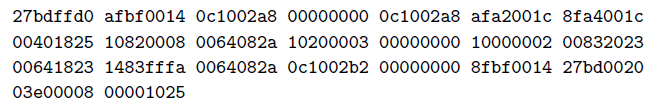 27bdffd0 afbf0014 0c1002a8 00000000 0c1002a8 afa2001c 8fa4001c
00401825 10820008 0064082a 10200003 00000000 10000002 00832023
00641823 1483fffa 0064082a 0c1002b2 00000000 8fbf0014 27bd0020
03e00008 00001025